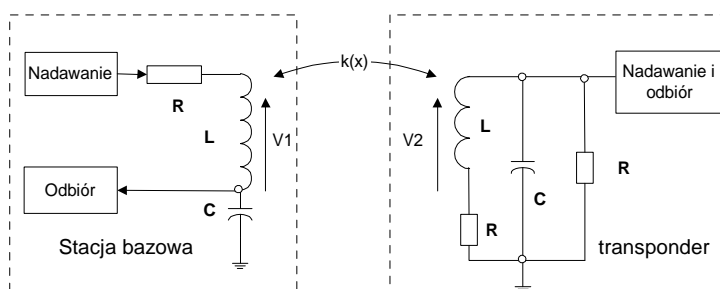 Nadawanie
R
L
V1
Odbiór
C
Stacja bazowa
k(x)
V2
L
C
R
R
Nadawanie i
odbiór
transponder